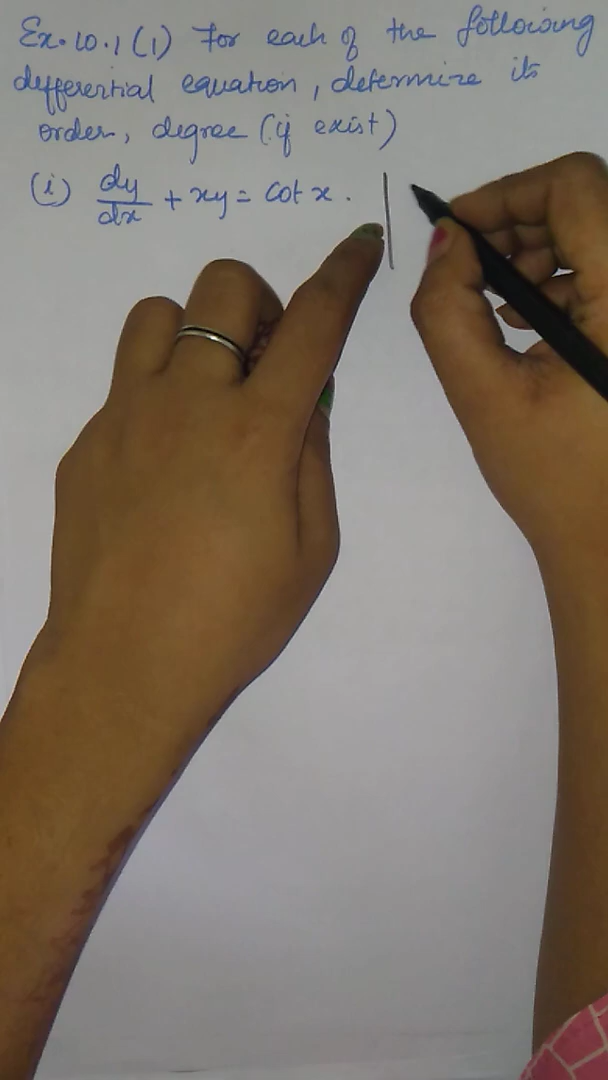 Ex. 10.1 (1) For each of the following
differential equation, determine its
order, degree (if exist)
(i) dy/dx + xy = cot x.